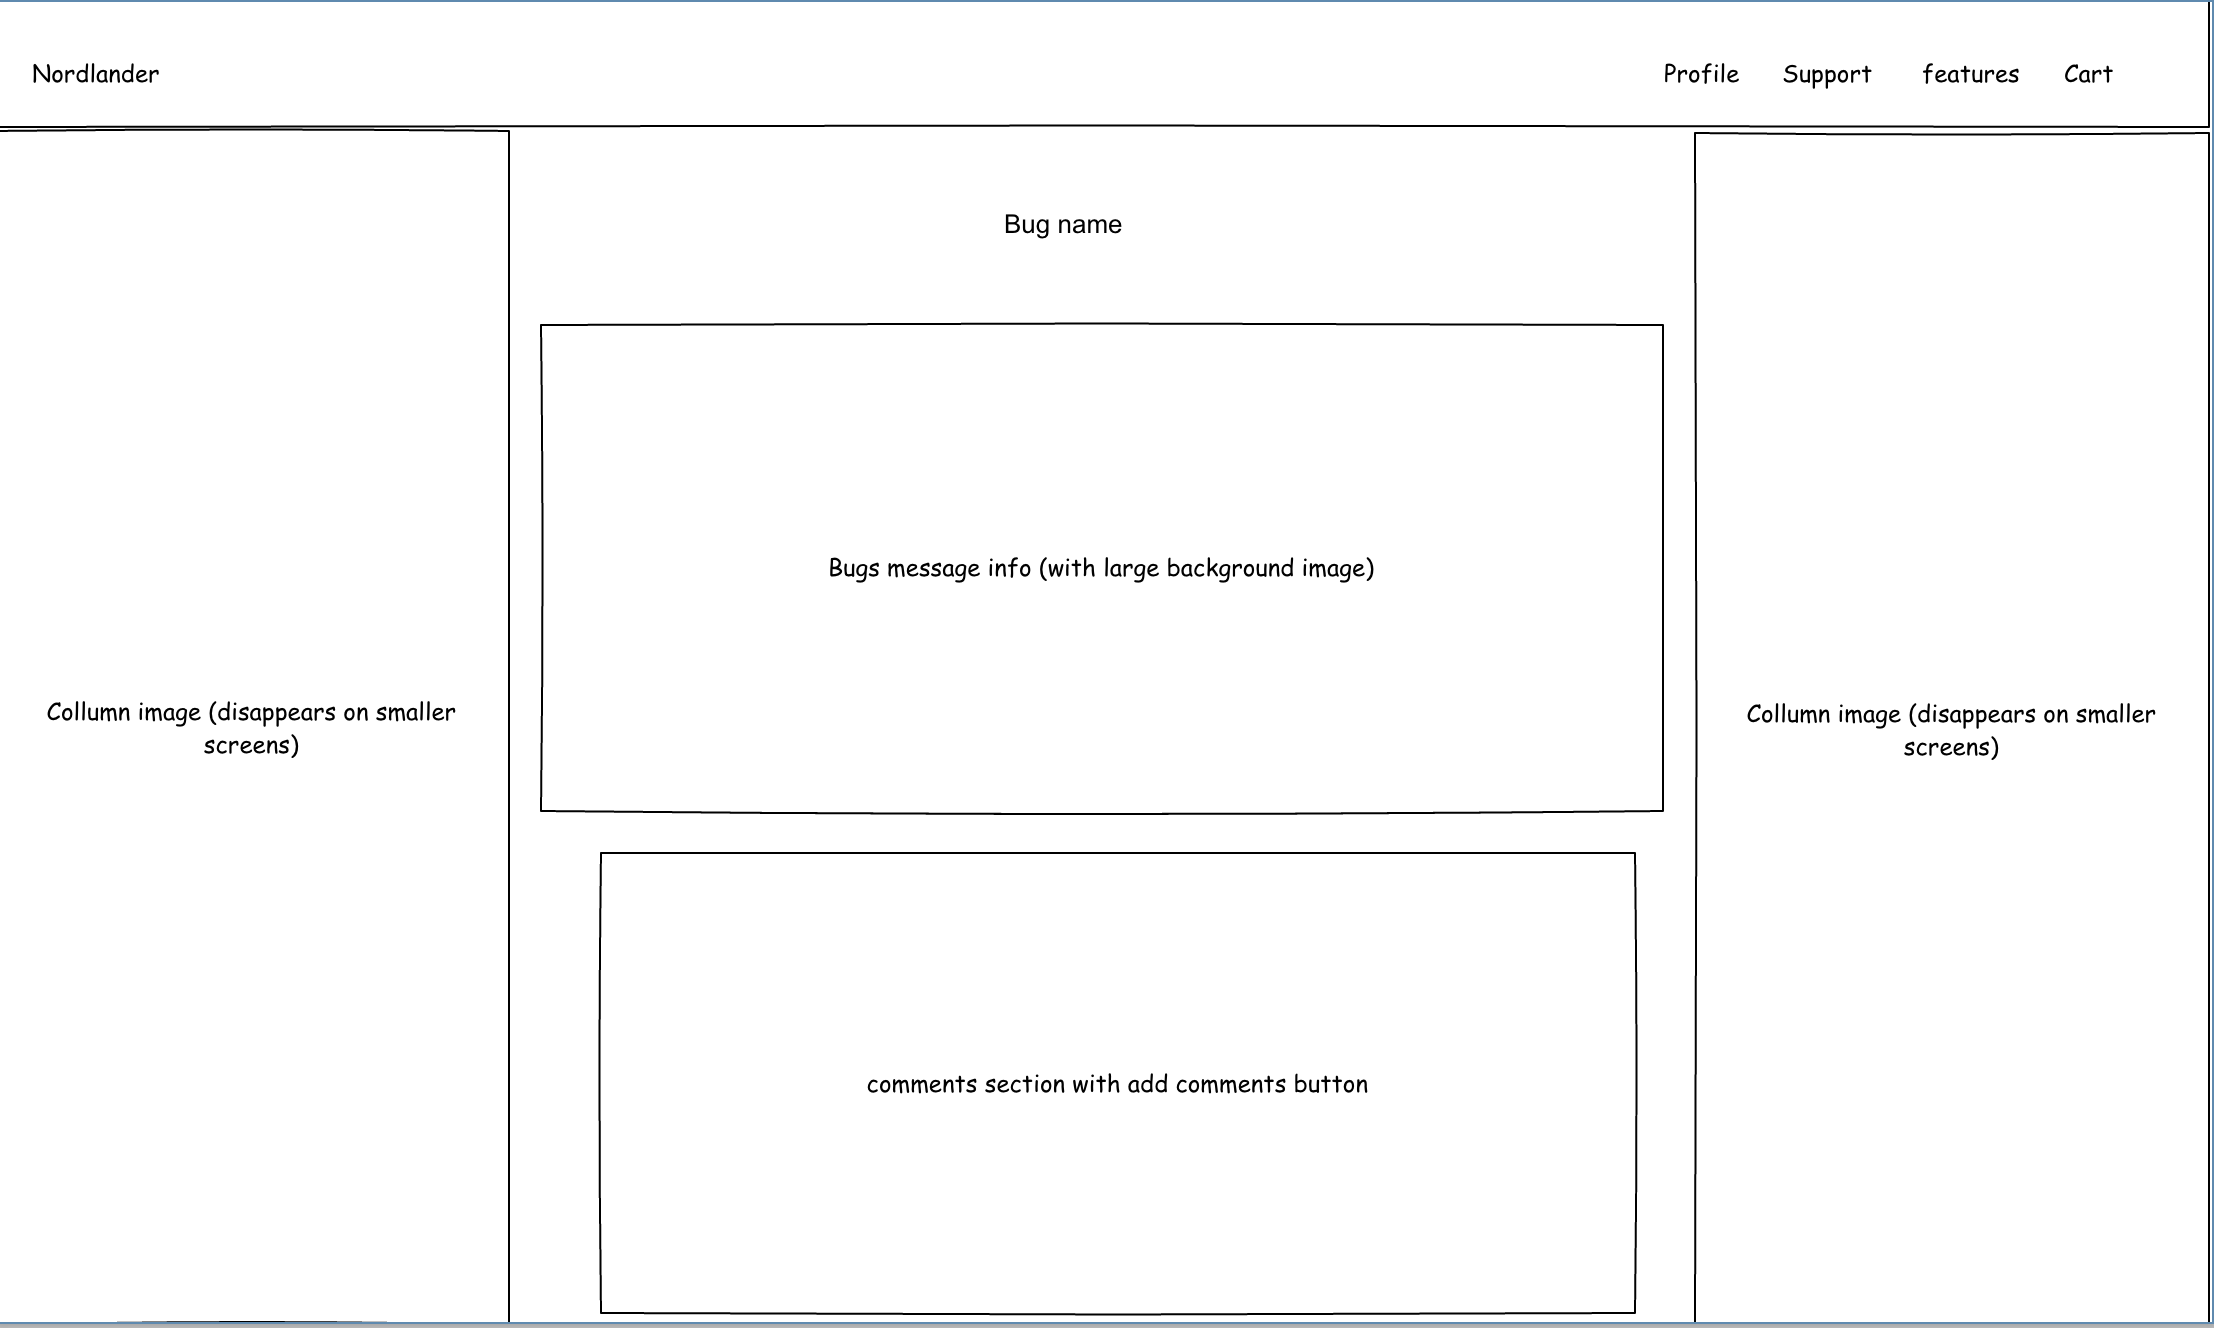 Nordlander
Profile Support features Cart
Bug name
Bugs message info (with large background image)
Collumn image (disappears on smaller
screens)
Collumn image (disappears on smaller
screens)
comments section with add comments button